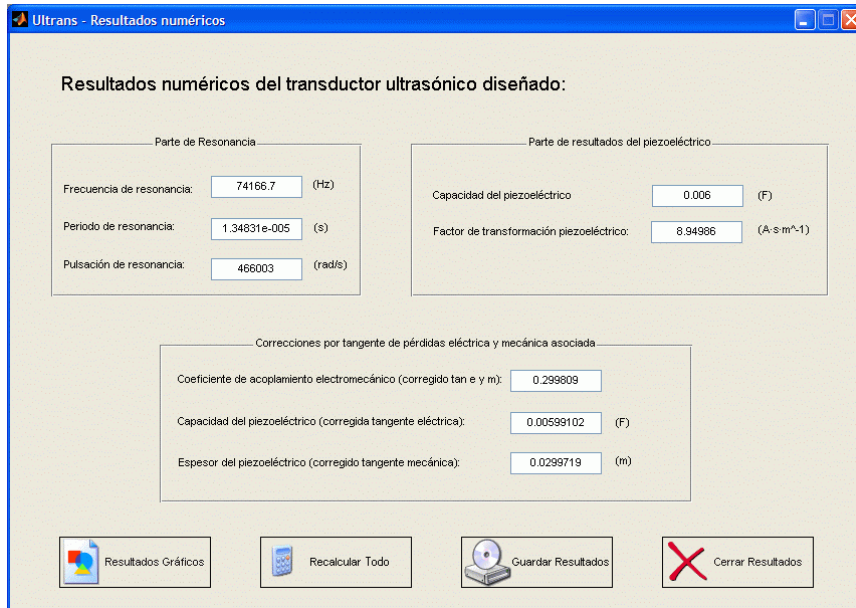 Ultrans - Resultados numéricos
Resultados numéricos del transductor ultrasónico diseñado:
Parte de Resonancia
Frecuencia de resonancia: 74166.7 (Hz)
Periodo de resonancia: 1.34831e-005 (s)
Pulsación de resonancia: 466003 (rad/s)
Parte de resultados del piezoeléctrico
Capacidad del piezoeléctrico 0.006 (F)
Factor de transformación piezoeléctrico: 8.94986 (A·s·m^-1)
Correcciones por tangente de pérdidas eléctrica y mecánica asociada
Coeficiente de acoplamiento electromecánico (corregido tan e y m): 0.299809
Capacidad del piezoeléctrico (corregida tangente eléctrica): 0.00599102 (F)
Espesor del piezoeléctrico (corregido tangente mecánica): 0.0299719 (m)
Resultados Gráficos
Recalcular Todo
Guardar Resultados
Cerrar Resultados